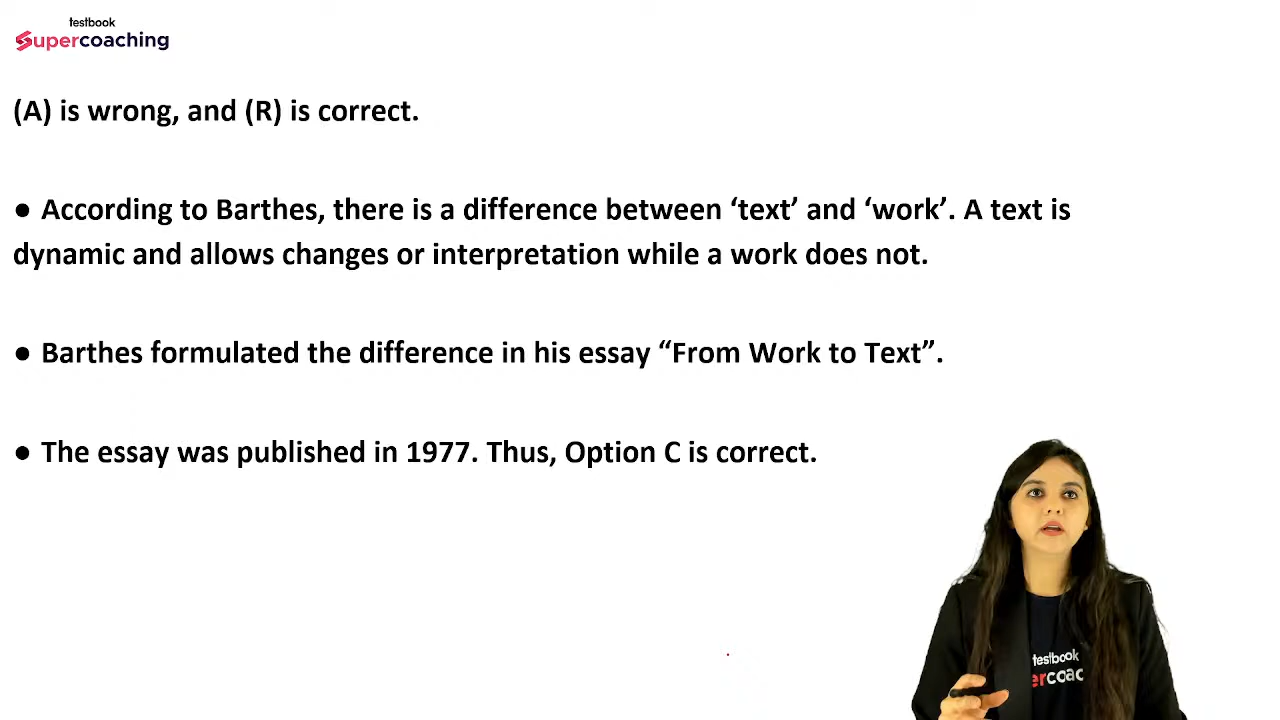 testbook
Supercoaching
(A) is wrong, and (R) is correct.
● According to Barthes, there is a difference between ‘text’ and ‘work’. A text is
dynamic and allows changes or interpretation while a work does not.
● Barthes formulated the difference in his essay “From Work to Text”.
● The essay was published in 1977. Thus, Option C is correct.
testbook
ercoac